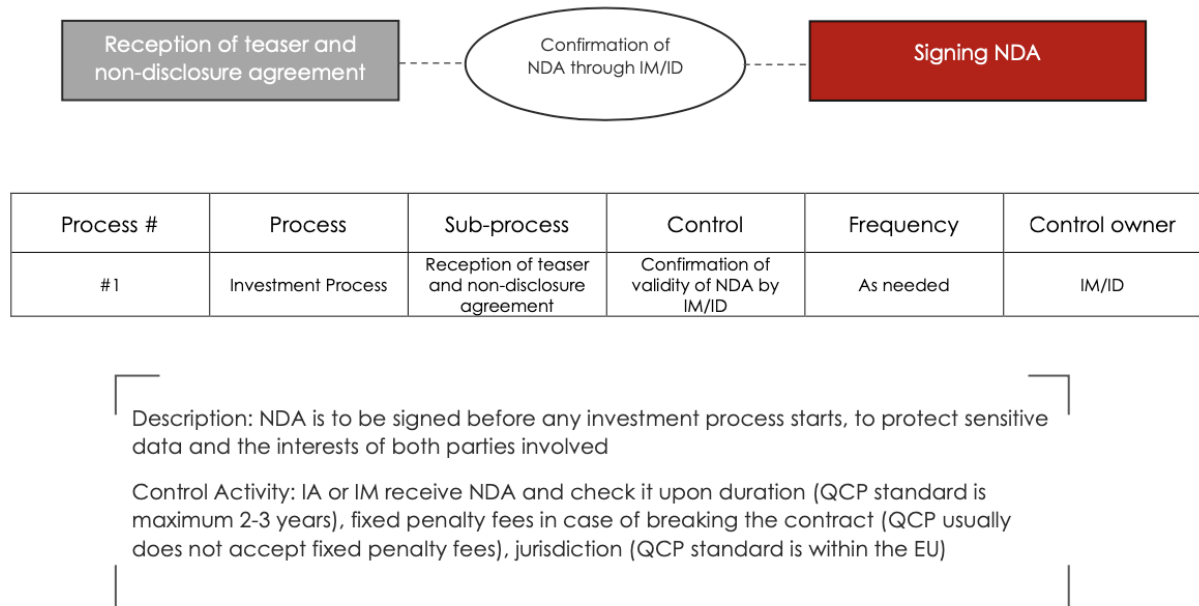 Reception of teaser and
non-disclosure agreement
Confirmation of
NDA through IM/ID
Signing NDA
Process #
Process
Sub-process
Control
Frequency
Control owner
#1
Investment Process
Reception of teaser
and non-disclosure
agreement
Confirmation of
validity of NDA by
IM/ID
As needed
IM/ID
Description: NDA is to be signed before any investment process starts, to protect sensitive
data and the interests of both parties involved
Control Activity: IA or IM receive NDA and check it upon duration (QCP standard is
maximum 2-3 years), fixed penalty fees in case of breaking the contract (QCP usually
does not accept fixed penalty fees), jurisdiction (QCP standard is within the EU)